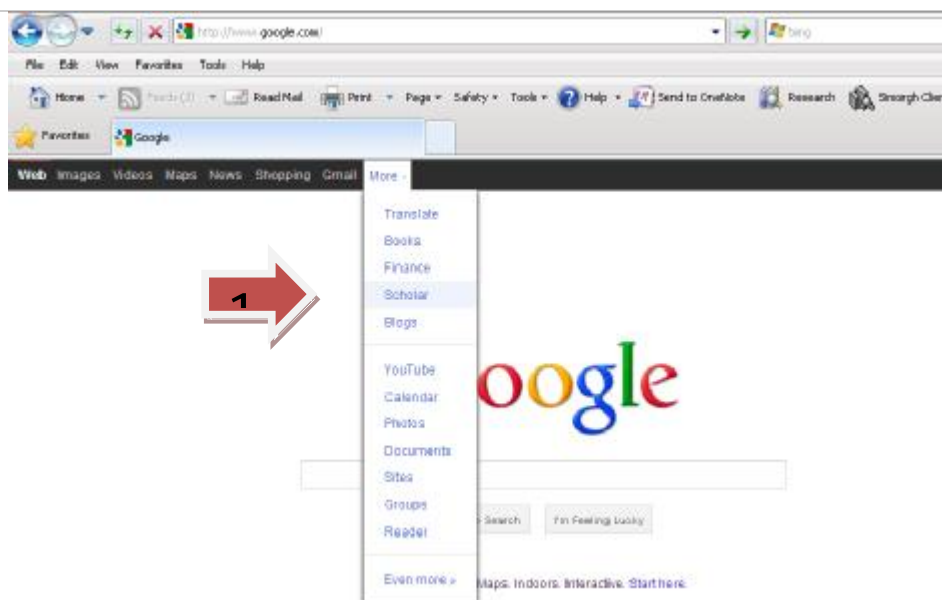 http://www.google.com/
bing
File Edit View Favorites Tools Help
Home Feeds (J) Read Mail Print Page Safety Tools Help Send to OneNote Research
Favorites Google
Web Images Videos Maps News Shopping Gmail More
Translate
Books
Finance
1
Scholar
Blogs
YouTube
oogle
Calendar
Photos
Documents
Sites
Groups
Search I'm Feeling Lucky
Reader
Even more »
Maps. Indoors. Interactive. Start here.